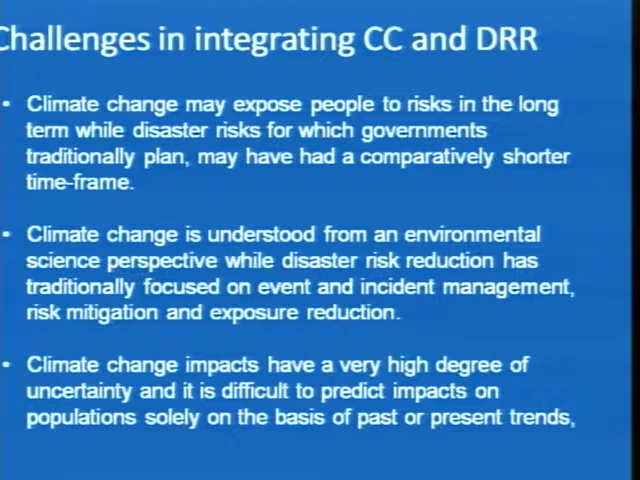 Challenges in integrating CC and DRR
• Climate change may expose people to risks in the long
term while disaster risks for which governments
traditionally plan, may have had a comparatively shorter
time-frame.
• Climate change is understood from an environmental
science perspective while disaster risk reduction has
traditionally focused on event and incident management,
risk mitigation and exposure reduction.
• Climate change impacts have a very high degree of
uncertainty and it is difficult to predict impacts on
populations solely on the basis of past or present trends,